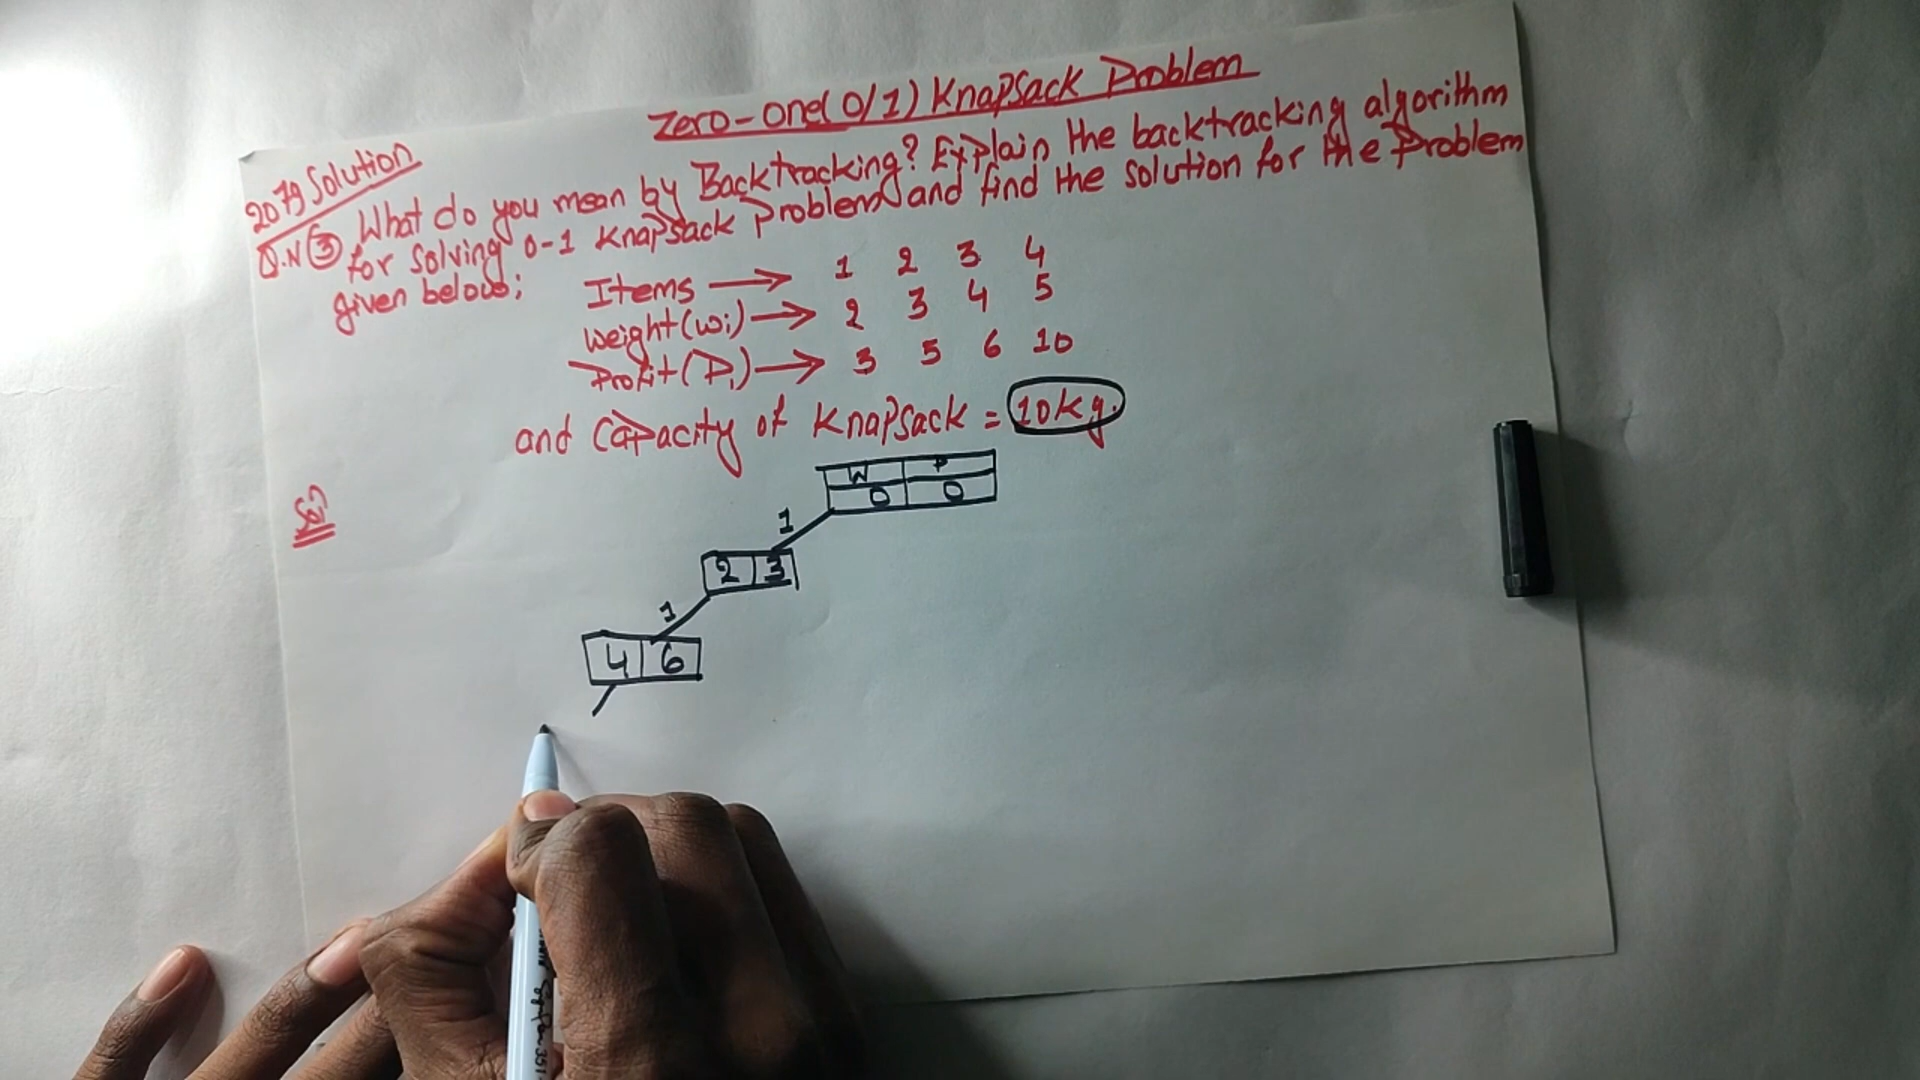 Zero-one(0/1) Knapsack Problem
2079 Solution
Q.N(3) What do you mean by Backtracking? Explain the backtracking algorithm
for solving 0-1 Knapsack Problem and find the solution for the Problem
given below;
Items → 1 2 3 4
Weight(wi) → 2 3 4 5
Profit(Pi) → 3 5 6 10
and Capacity of Knapsack = 10kg.
W P
0 0
1
2 3
1
4 6